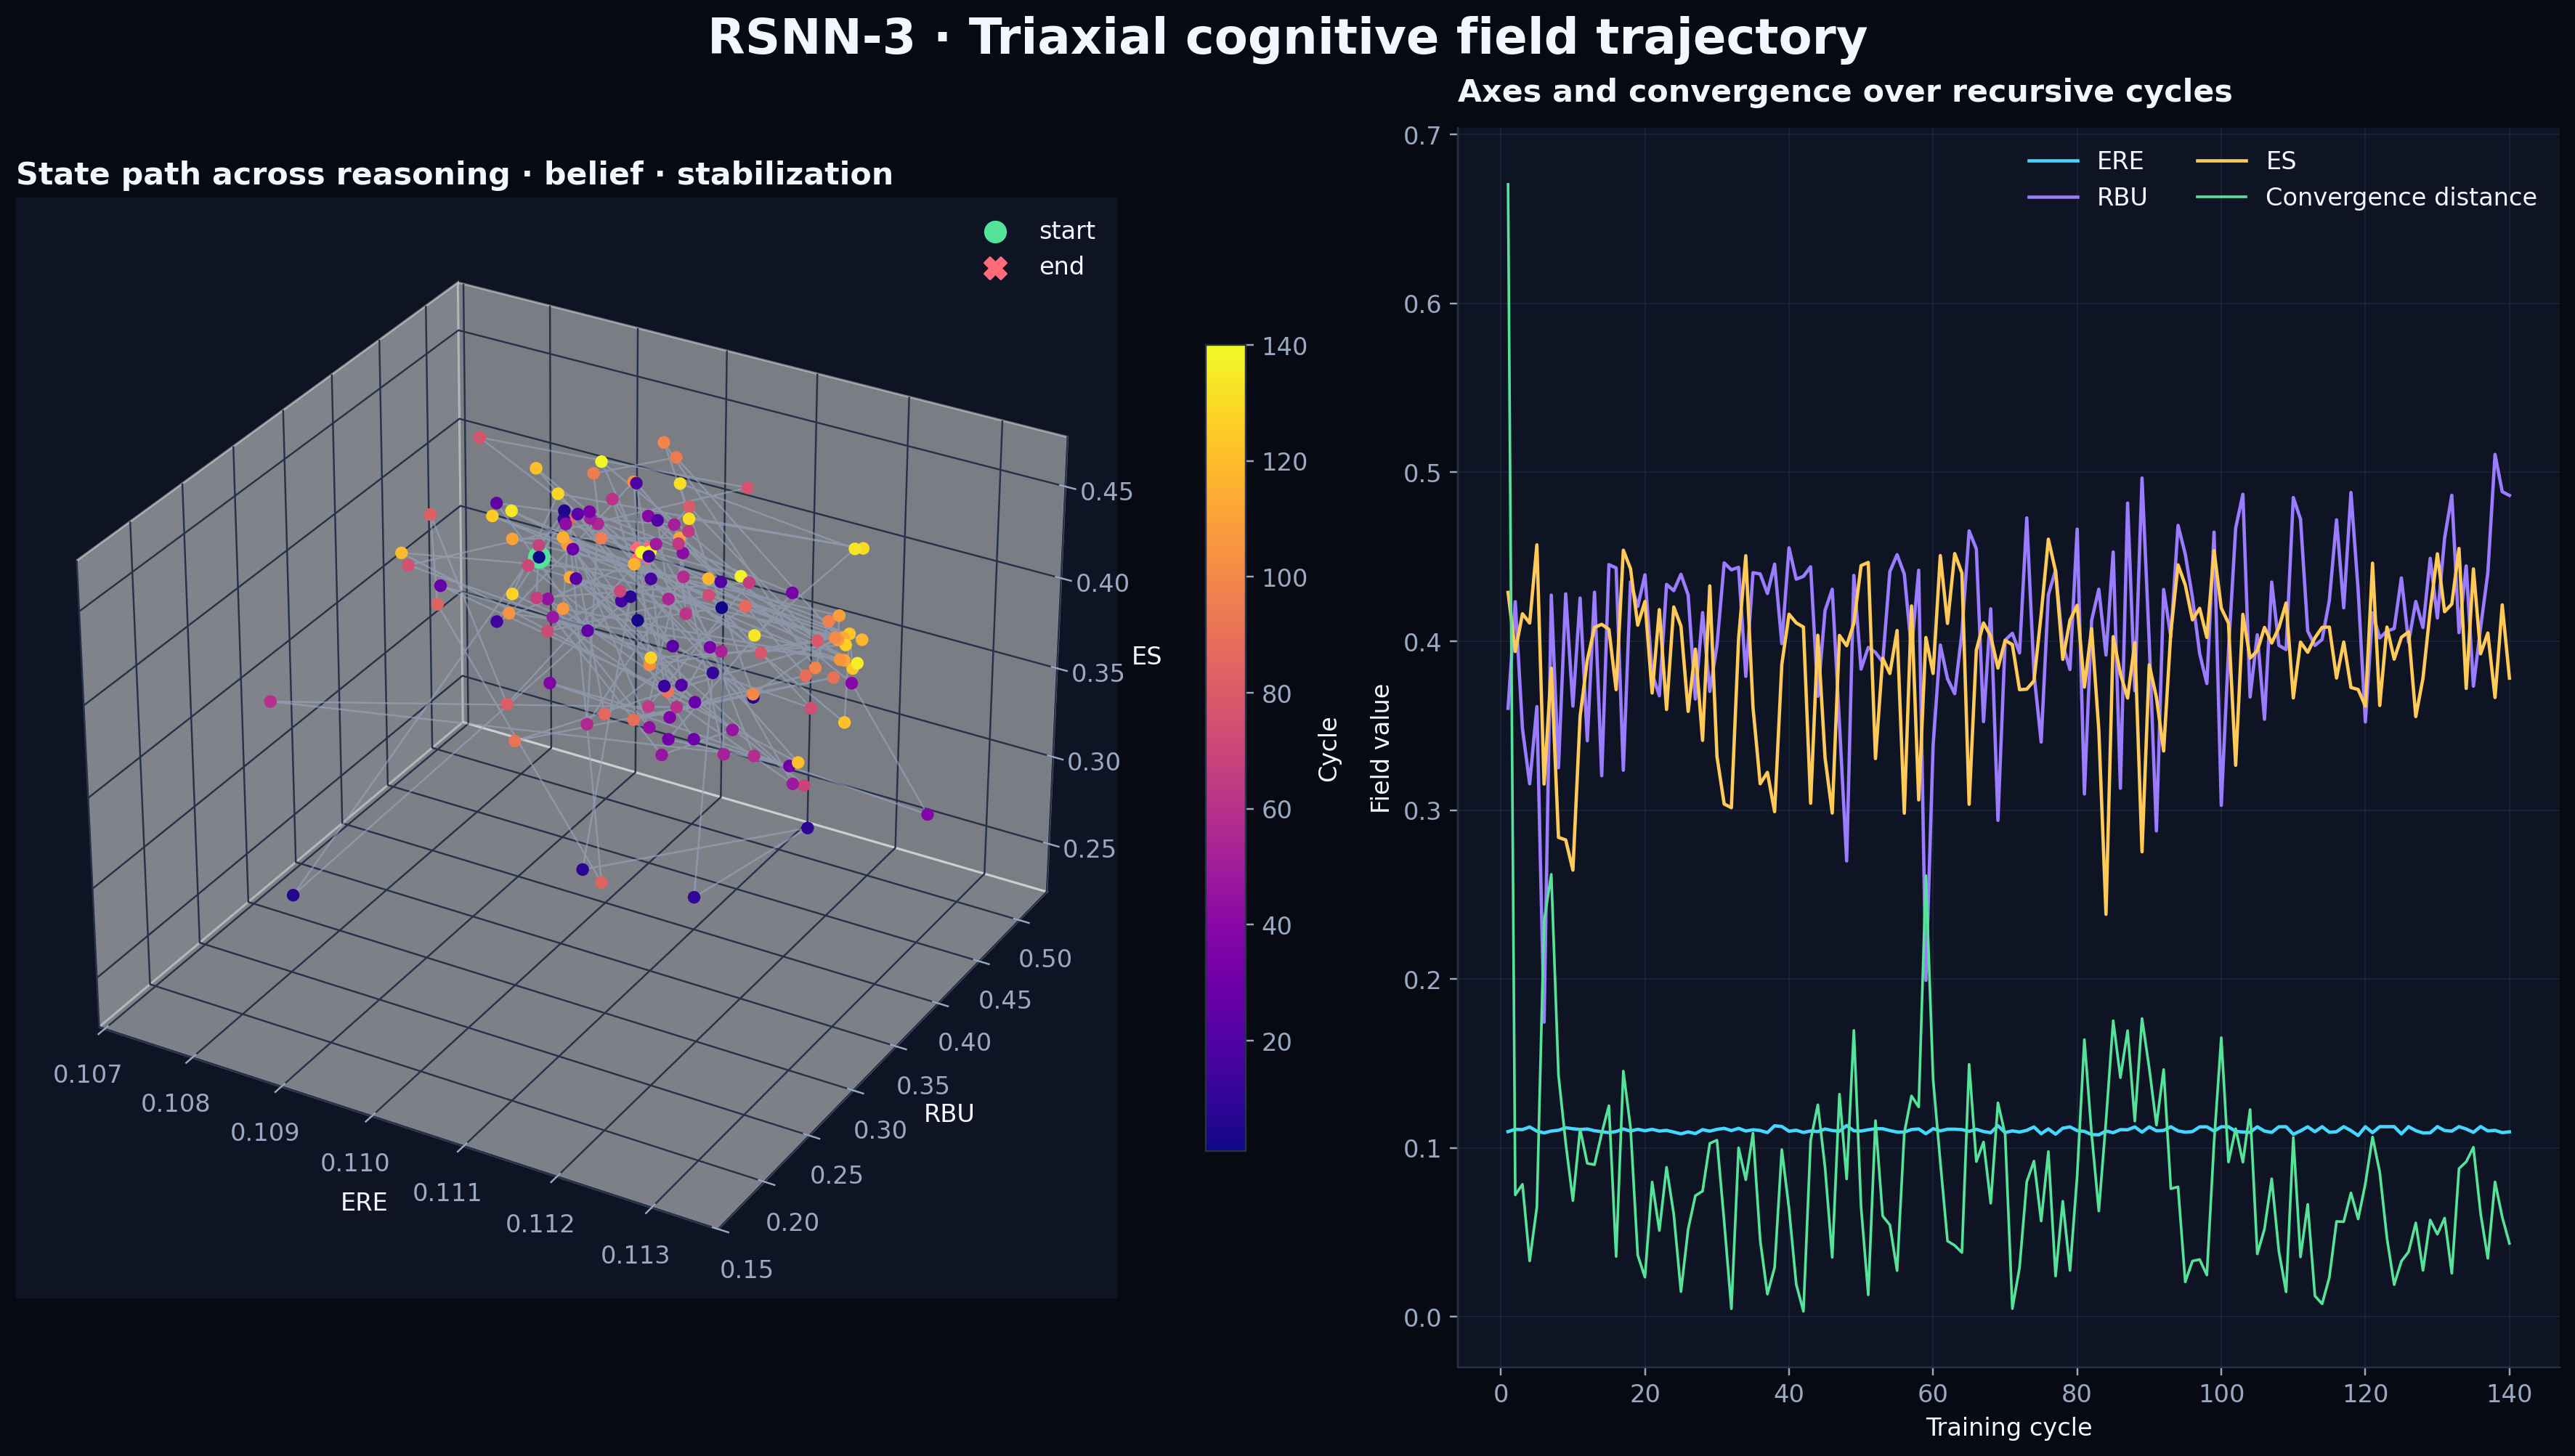 RSNN-3 · Triaxial cognitive field trajectory
State path across reasoning · belief · stabilization
start
end
0.45
0.40
0.35
0.30
0.25
ES
0.50
0.45
0.40
0.35
0.30
0.25
0.20
0.15
RBU
0.107
0.108
0.109
0.110
0.111
0.112
0.113
ERE
140
120
100
80
60
40
20
Cycle
Axes and convergence over recursive cycles
ERE
RBU
ES
Convergence distance
0.7
0.6
0.5
0.4
0.3
0.2
0.1
0.0
Field value
0
20
40
60
80
100
120
140
Training cycle